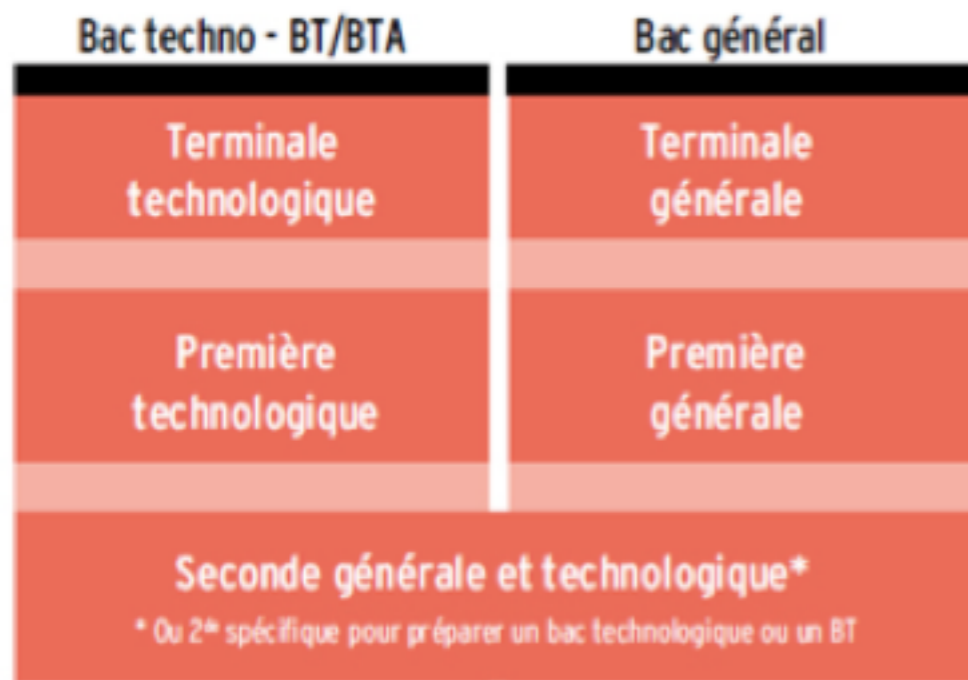 Bac techno - BT/BTA
Bac général
Terminale
technologique
Terminale
générale
Première
technologique
Première
générale
Seconde générale et technologique*
* Ou 2de spécifique pour préparer un bac technologique ou un BT